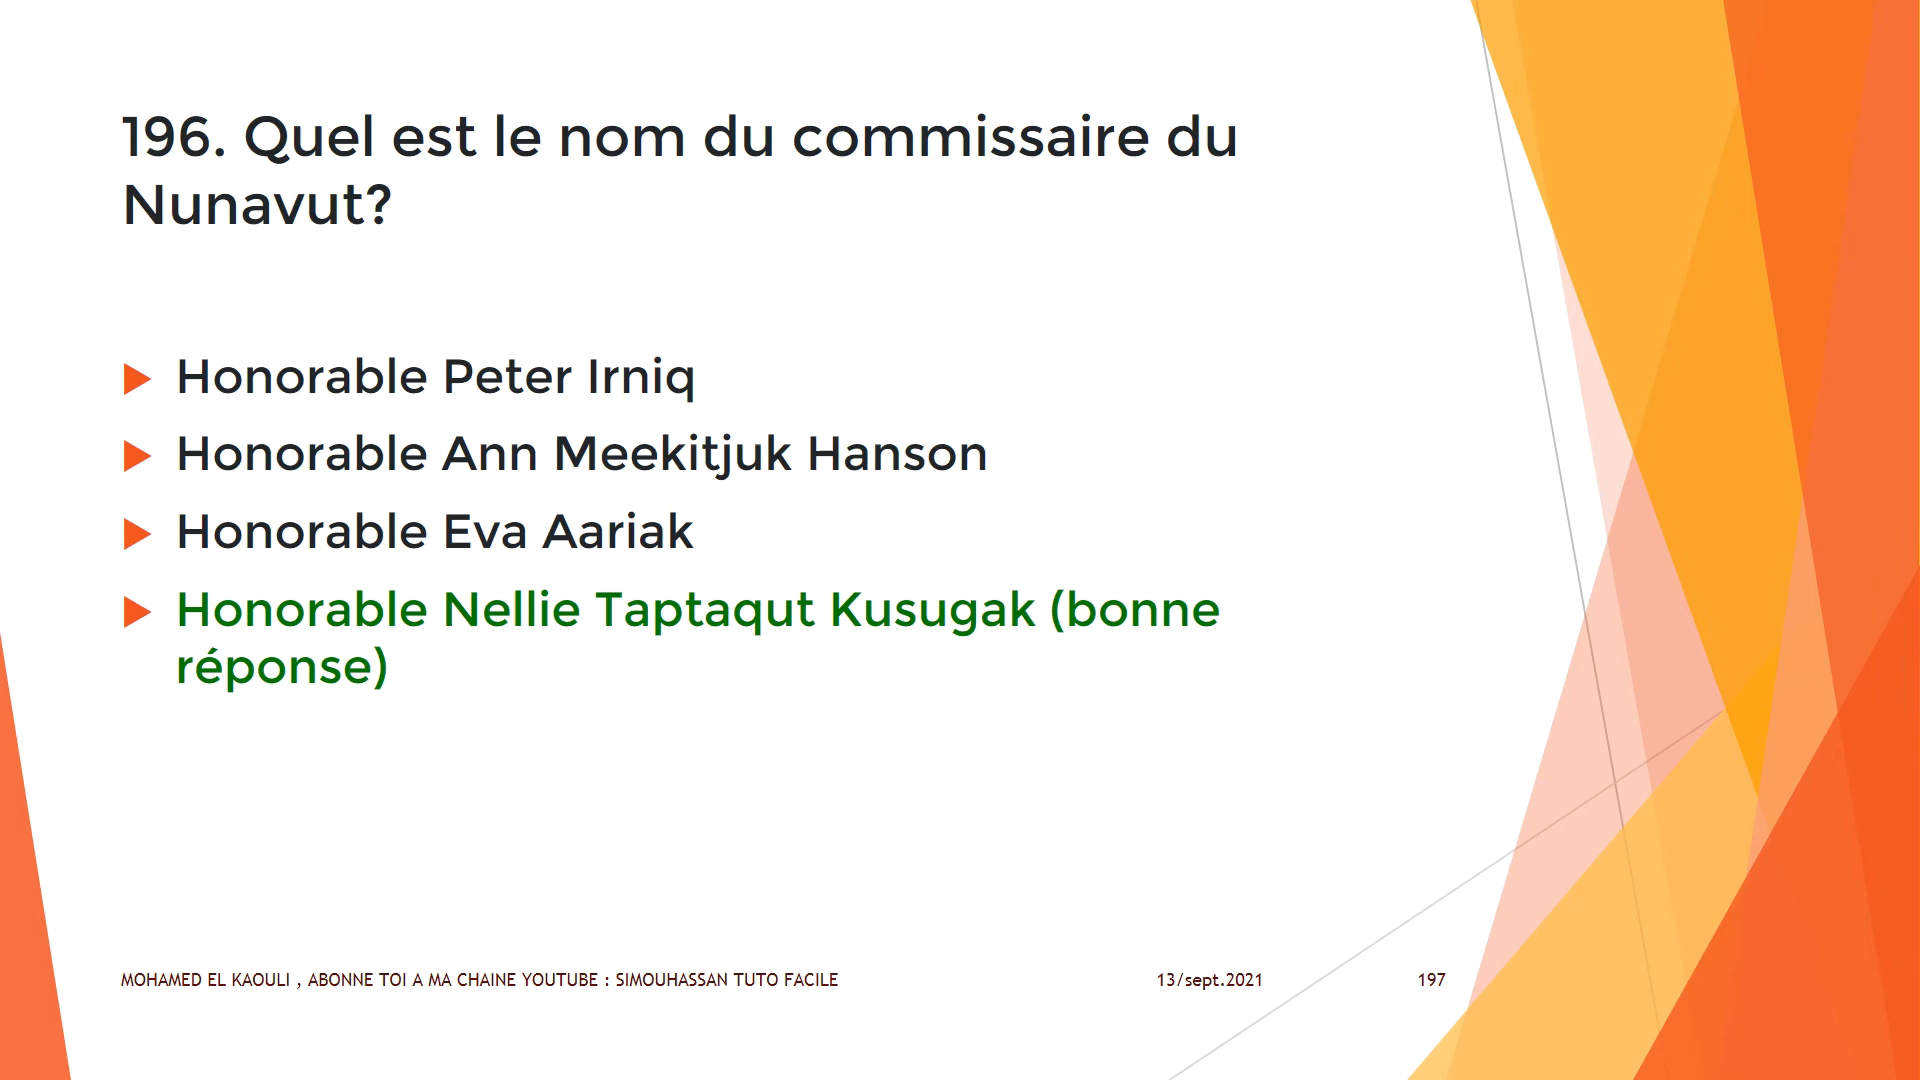 196. Quel est le nom du commissaire du
Nunavut?
Honorable Peter Irniq
Honorable Ann Meekitjuk Hanson
Honorable Eva Aariak
Honorable Nellie Taptaqut Kusugak (bonne
réponse)
MOHAMED EL KAOULI , ABONNE TOI A MA CHAINE YOUTUBE : SIMOUHASSAN TUTO FACILE
13/sept.2021
197